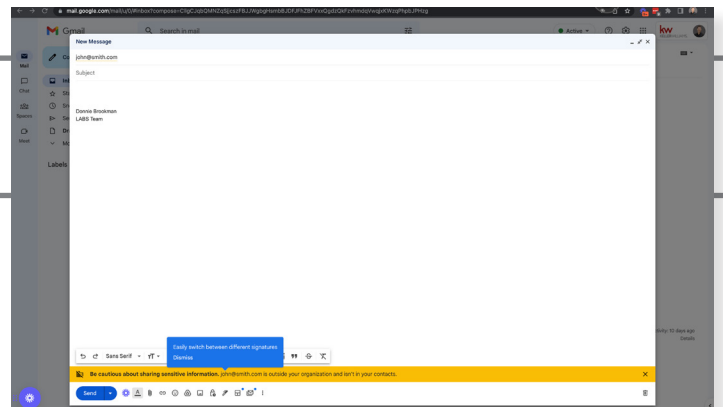 mail.google.com/mail/u/0/#inbox?compose=
Gmail
Search in mail
Active
kw
New Message
john@smith.com
Subject
Mail
Chat
Spaces
Meet
Labels
Donnie Brookman
LABS Team
Details
Easily switch between different signatures
Dismiss
Sans Serif
Be cautious about sharing sensitive information. john@smith.com is outside your organization and isn't in your contacts.
Send